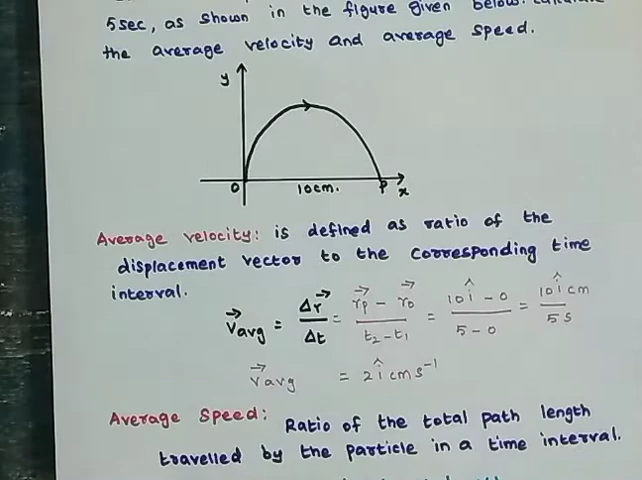 5sec, as shown in the figure given below.
the average velocity and average speed.
y
O 10cm. P x
Average velocity: is defined as ratio of the
displacement vector to the corresponding time
interval.
v⃗avg = Δr⃗/Δt = (r⃗p − r⃗o)/(t₂−t₁) = (10î − 0)/(5 − 0) = 10î cm/5 s
v⃗avg = 2î cm s⁻¹
Average Speed: Ratio of the total path length
travelled by the particle in a time interval.